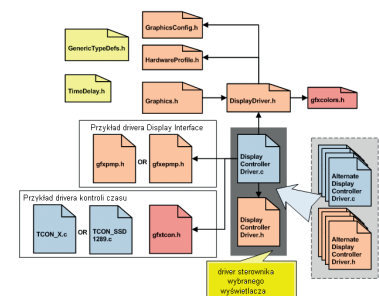 GraphicsConfig.h
GenericTypeDefs.h
HardwareProfile.h
TimeDelay.h
Graphics.h
DisplayDriver.h
gfxcolors.h
Przykład drivera Display Interface
gfxpmp.h
OR
gfxepmp.h
Display
Controller
Driver.c
Alternate
Display
Controller
Driver.c
Przykład drivera kontroli czasu
TCON_X.c
OR
TCON_SSD
1289.c
gfxtcon.h
Display
Controller
Driver.h
Alternate
Display
Controller
Driver.h
driver sterownika
wybranego
wyświetlacza